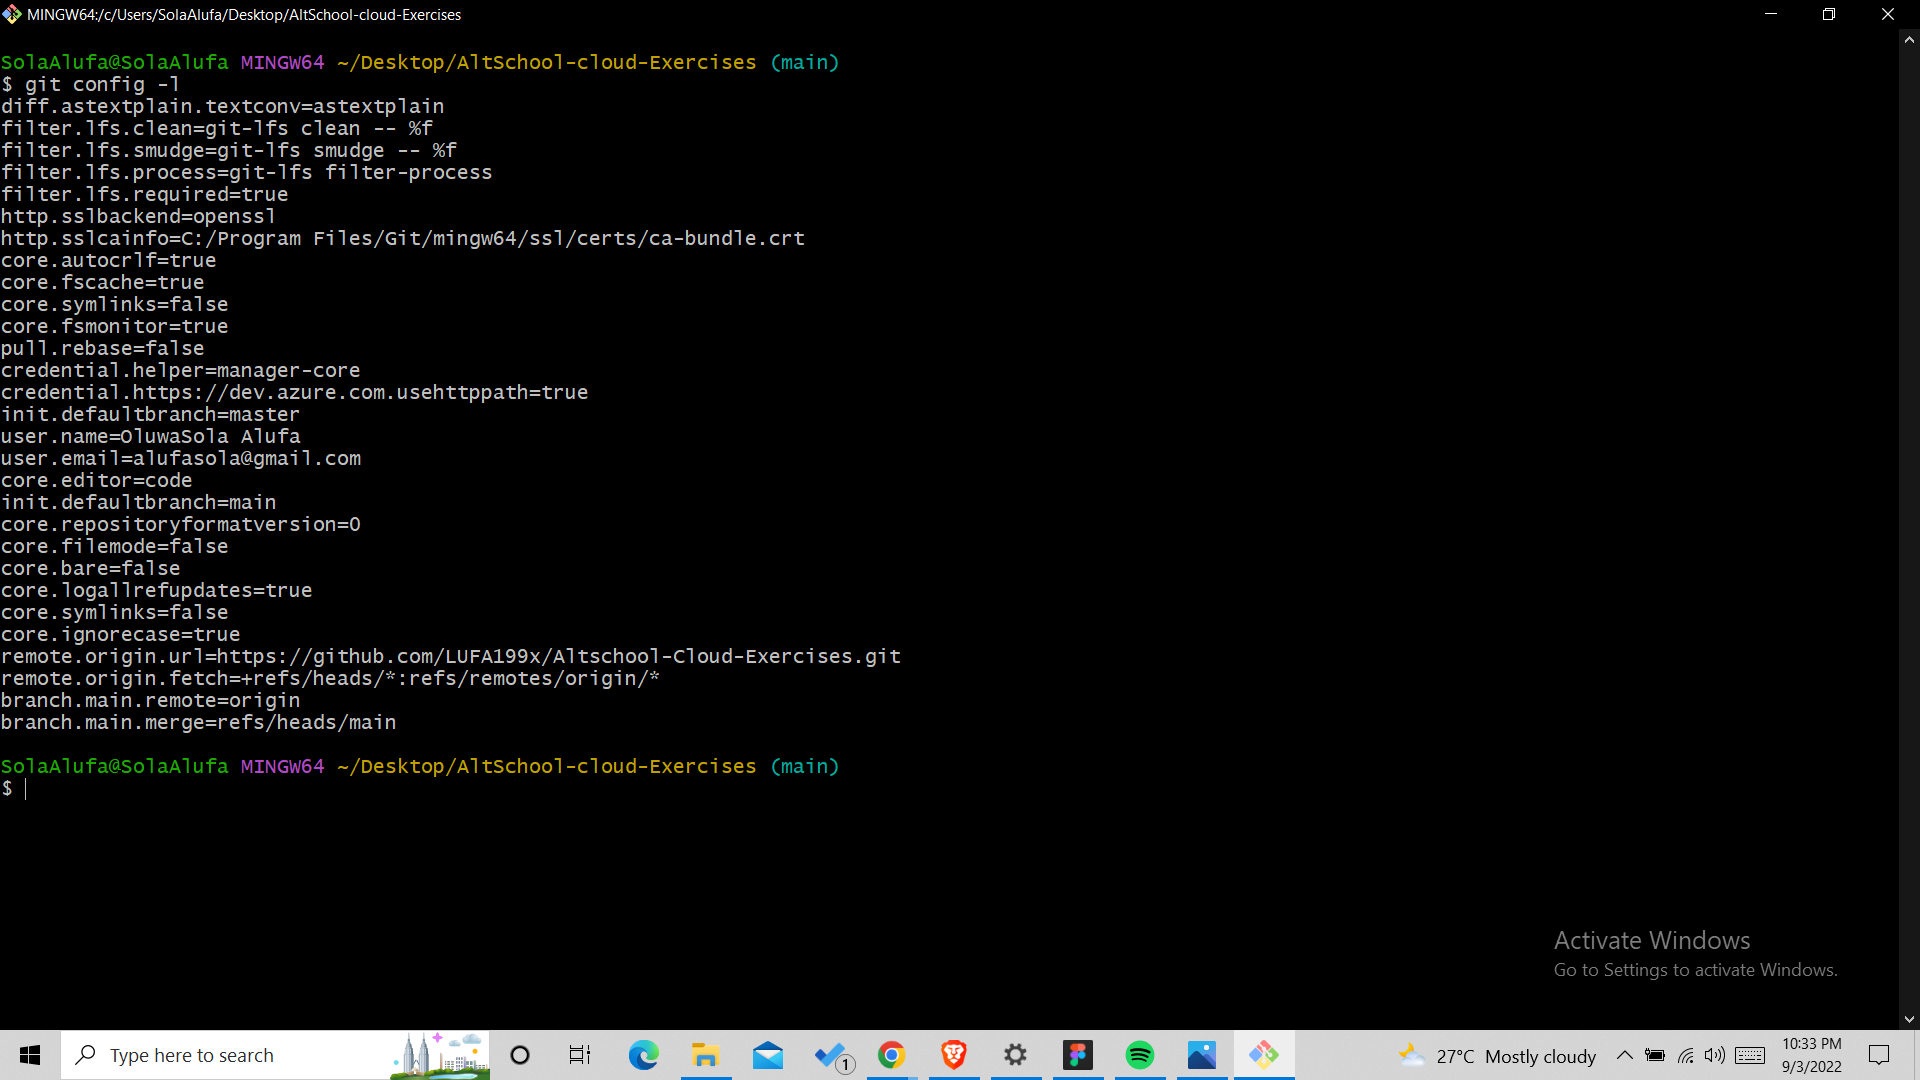 MINGW64:/c/Users/SolaAlufa/Desktop/AltSchool-cloud-Exercises
SolaAlufa@SolaAlufa MINGW64 ~/Desktop/AltSchool-cloud-Exercises (main)
$ git config -l
diff.astextplain.textconv=astextplain
filter.lfs.clean=git-lfs clean -- %f
filter.lfs.smudge=git-lfs smudge -- %f
filter.lfs.process=git-lfs filter-process
filter.lfs.required=true
http.sslbackend=openssl
http.sslcainfo=C:/Program Files/Git/mingw64/ssl/certs/ca-bundle.crt
core.autocrlf=true
core.fscache=true
core.symlinks=false
core.fsmonitor=true
pull.rebase=false
credential.helper=manager-core
credential.https://dev.azure.com.usehttppath=true
init.defaultbranch=master
user.name=OluwaSola Alufa
user.email=alufasola@gmail.com
core.editor=code
init.defaultbranch=main
core.repositoryformatversion=0
core.filemode=false
core.bare=false
core.logallrefupdates=true
core.symlinks=false
core.ignorecase=true
remote.origin.url=https://github.com/LUFA199x/Altschool-Cloud-Exercises.git
remote.origin.fetch=+refs/heads/*:refs/remotes/origin/*
branch.main.remote=origin
branch.main.merge=refs/heads/main
SolaAlufa@SolaAlufa MINGW64 ~/Desktop/AltSchool-cloud-Exercises (main)
$
Activate Windows
Go to Settings to activate Windows.
Type here to search
1
27°C Mostly cloudy
10:33 PM
9/3/2022